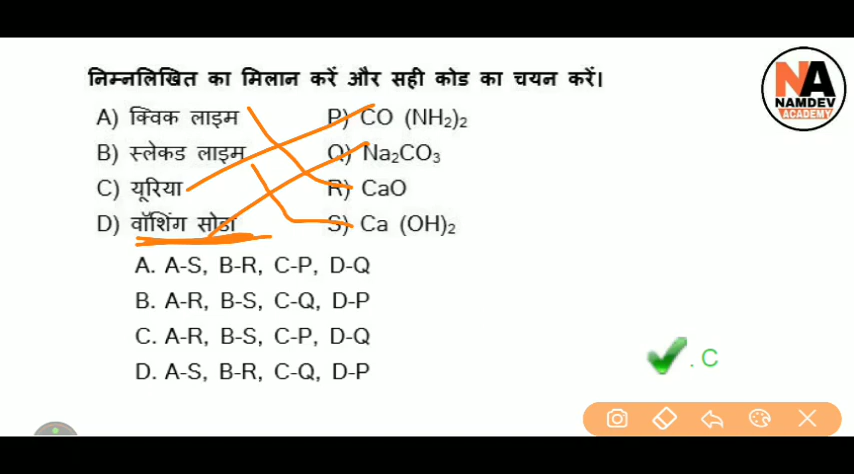 निम्नलिखित का मिलान करें और सही कोड का चयन करें।
A) क्विक लाइम P) CO (NH₂)₂
B) स्लेकड लाइम Q) Na₂CO₃
C) यूरिया R) CaO
D) वॉशिंग सोडा S) Ca (OH)₂
A. A-S, B-R, C-P, D-Q
B. A-R, B-S, C-Q, D-P
C. A-R, B-S, C-P, D-Q
D. A-S, B-R, C-Q, D-P
. C
NA
NAMDEV
ACADEMY